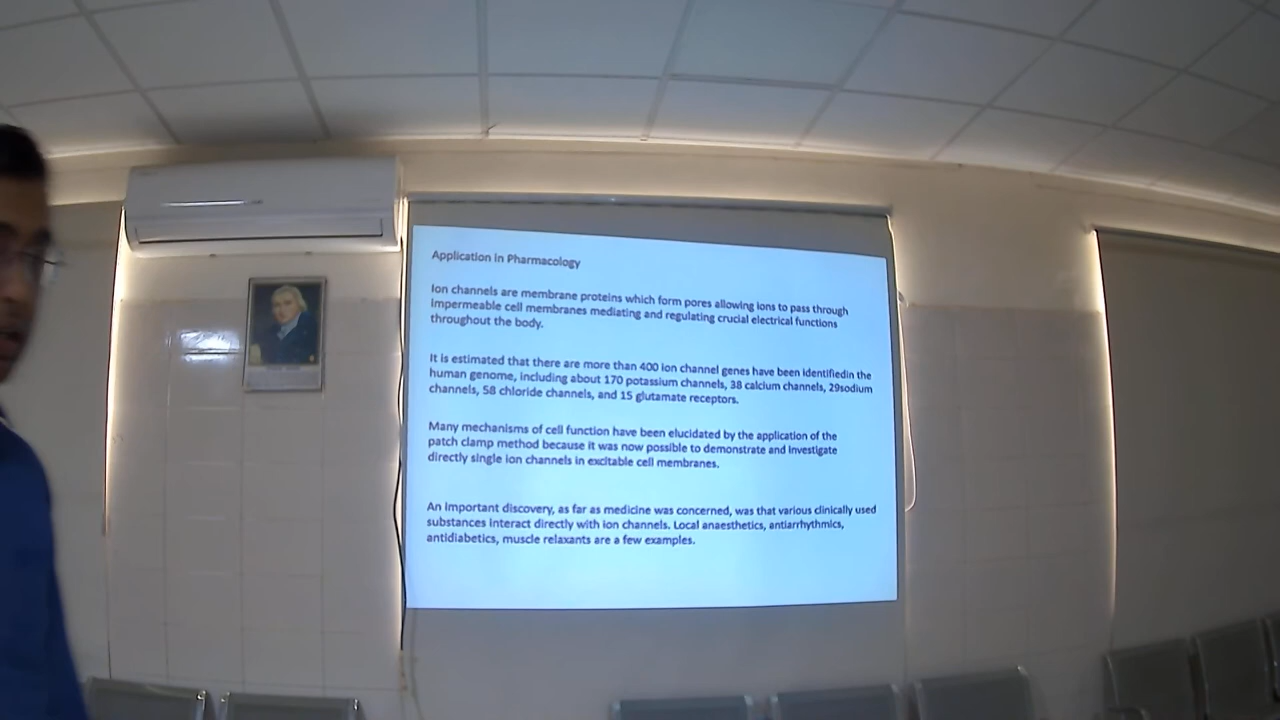 Application in Pharmacology
Ion channels are membrane proteins which form pores allowing ions to pass through
impermeable cell membranes mediating and regulating crucial electrical functions
throughout the body.
It is estimated that there are more than 400 ion channel genes have been identifiedin the
human genome, including about 170 potassium channels, 38 calcium channels, 29sodium
channels, 58 chloride channels, and 15 glutamate receptors.
Many mechanisms of cell function have been elucidated by the application of the
patch clamp method because it was now possible to demonstrate and investigate
directly single ion channels in excitable cell membranes.
An important discovery, as far as medicine was concerned, was that various clinically used
substances interact directly with ion channels. Local anaesthetics, antiarrhythmics,
antidiabetics, muscle relaxants are a few examples.